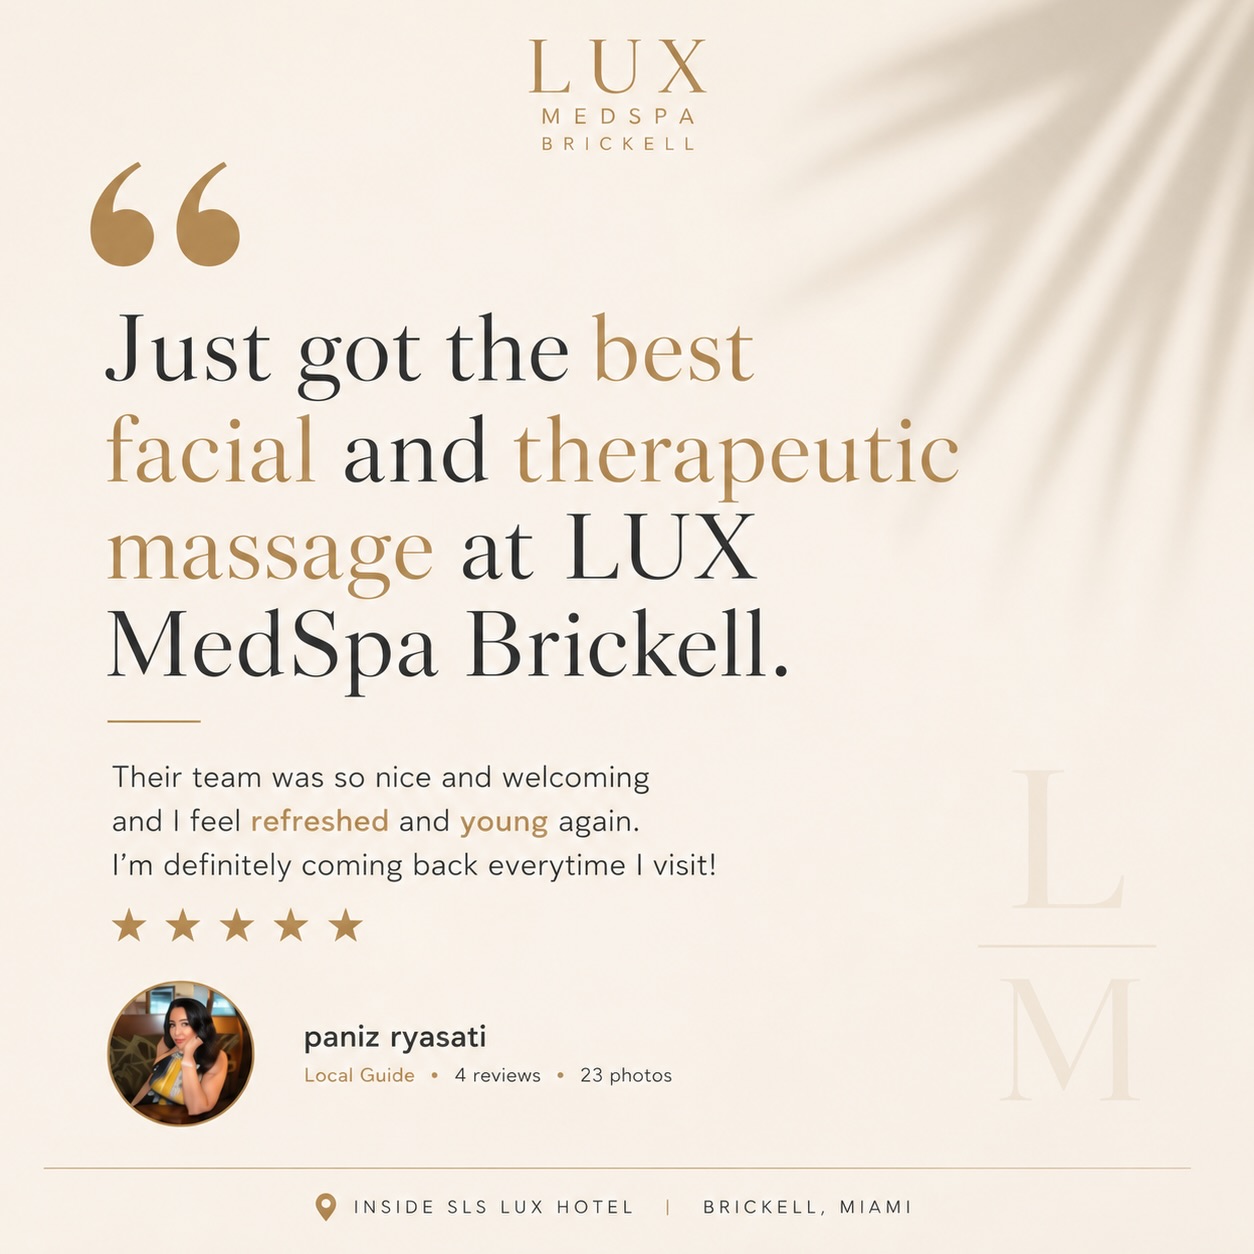 LUX
MEDSPA
BRICKELL
“
Just got the best
facial and therapeutic
massage at LUX
MedSpa Brickell.
Their team was so nice and welcoming
and I feel refreshed and young again.
I’m definitely coming back everytime I visit!
★ ★ ★ ★ ★
paniz ryasati
Local Guide • 4 reviews • 23 photos
L
M
INSIDE SLS LUX HOTEL | BRICKELL, MIAMI